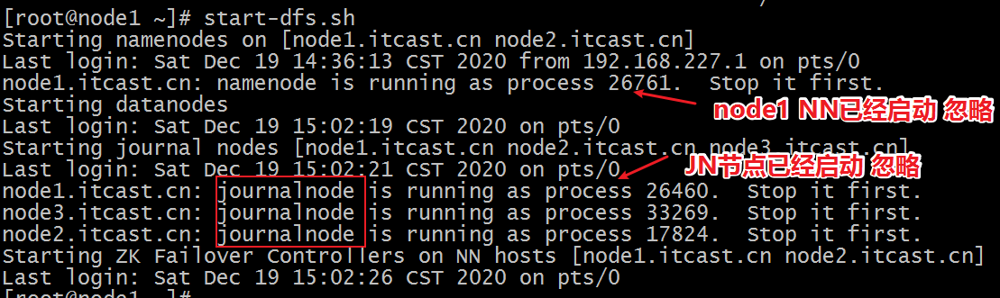 [root@node1 ~]# start-dfs.sh
Starting namenodes on [node1.itcast.cn node2.itcast.cn]
Last login: Sat Dec 19 14:36:13 CST 2020 from 192.168.227.1 on pts/0
node1.itcast.cn: namenode is running as process 26761.  Stop it first.
node1 NN已经启动 忽略
Starting datanodes
Last login: Sat Dec 19 15:02:19 CST 2020 on pts/0
Starting journal nodes [node1.itcast.cn node2.itcast.cn node3.itcast.cn]
Last login: Sat Dec 19 15:02:21 CST 2020 on pts/0
JN节点已经启动 忽略
node1.itcast.cn: journalnode is running as process 26460.  Stop it first.
node3.itcast.cn: journalnode is running as process 33269.  Stop it first.
node2.itcast.cn: journalnode is running as process 17824.  Stop it first.
Starting ZK Failover Controllers on NN hosts [node1.itcast.cn node2.itcast.cn]
Last login: Sat Dec 19 15:02:26 CST 2020 on pts/0
[root@node1 ~]#